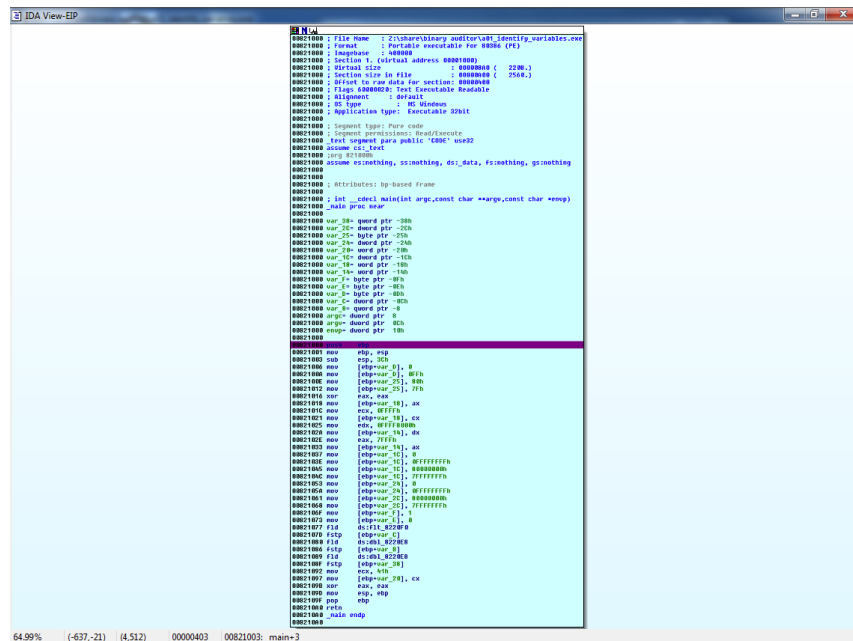 IDA View-EIP
00821000 ; File Name   : Z:\share\binary auditor\a01_identify_variables.exe
00821000 ; Format      : Portable executable for 80386 (PE)
00821000 ; Imagebase   : 400000
00821000 ; Section 1. (virtual address 00001000)
00821000 ; Virtual size                  : 000008A0 (   2208.)
00821000 ; Section size in file          : 00000A00 (   2560.)
00821000 ; Offset to raw data for section: 00000400
00821000 ; Flags 60000020: Text Executable Readable
00821000 ; Alignment     : default
00821000 ; OS type         :  MS Windows
00821000 ; Application type:  Executable 32bit
00821000
00821000 ; Segment type: Pure code
00821000 ; Segment permissions: Read/Execute
00821000 _text segment para public 'CODE' use32
00821000 assume cs:_text
00821000 ;org 821000h
00821000 assume es:nothing, ss:nothing, ds:_data, fs:nothing, gs:nothing
00821000
00821000
00821000 ; Attributes: bp-based frame
00821000
00821000 ; int __cdecl main(int argc,const char **argv,const char *envp)
00821000 _main proc near
00821000
00821000 var_38= qword ptr -38h
00821000 var_2C= dword ptr -2Ch
00821000 var_25= byte ptr -25h
00821000 var_24= dword ptr -24h
00821000 var_20= word ptr -20h
00821000 var_1C= dword ptr -1Ch
00821000 var_18= word ptr -18h
00821000 var_14= word ptr -14h
00821000 var_F= byte ptr -0Fh
00821000 var_E= byte ptr -0Eh
00821000 var_D= byte ptr -0Dh
00821000 var_C= dword ptr -0Ch
00821000 var_8= qword ptr -8
00821000 argc= dword ptr  8
00821000 argv= dword ptr  0Ch
00821000 envp= dword ptr  10h
00821000
00821000 push    ebp
00821001 mov     ebp, esp
00821003 sub     esp, 3Ch
00821006 mov     [ebp+var_D], 0
0082100A mov     [ebp+var_D], 0FFh
0082100E mov     [ebp+var_25], 80h
00821012 mov     [ebp+var_25], 7Fh
00821016 xor     eax, eax
00821018 mov     [ebp+var_18], ax
0082101C mov     ecx, 0FFFFh
00821021 mov     [ebp+var_18], cx
00821025 mov     edx, 0FFFF8000h
0082102A mov     [ebp+var_14], dx
0082102E mov     eax, 7FFFh
00821033 mov     [ebp+var_14], ax
00821037 mov     [ebp+var_1C], 0
0082103E mov     [ebp+var_1C], 0FFFFFFFFh
00821045 mov     [ebp+var_1C], 80000000h
0082104C mov     [ebp+var_1C], 7FFFFFFFh
00821053 mov     [ebp+var_24], 0
0082105A mov     [ebp+var_24], 0FFFFFFFFh
00821061 mov     [ebp+var_2C], 80000000h
00821068 mov     [ebp+var_2C], 7FFFFFFFh
0082106F mov     [ebp+var_F], 1
00821073 mov     [ebp+var_E], 0
00821077 fld     ds:flt_8220F0
0082107D fstp    [ebp+var_C]
00821080 fld     ds:dbl_8220E8
00821086 fstp    [ebp+var_8]
00821089 fld     ds:dbl_8220E8
0082108F fstp    [ebp+var_38]
00821092 mov     ecx, 41h
00821097 mov     [ebp+var_20], cx
0082109B xor     eax, eax
0082109D mov     esp, ebp
0082109F pop     ebp
008210A0 retn
008210A0 _main endp
008210A0
64.99%
(-637,-21)
(4,512)
00000403
00821003: main+3